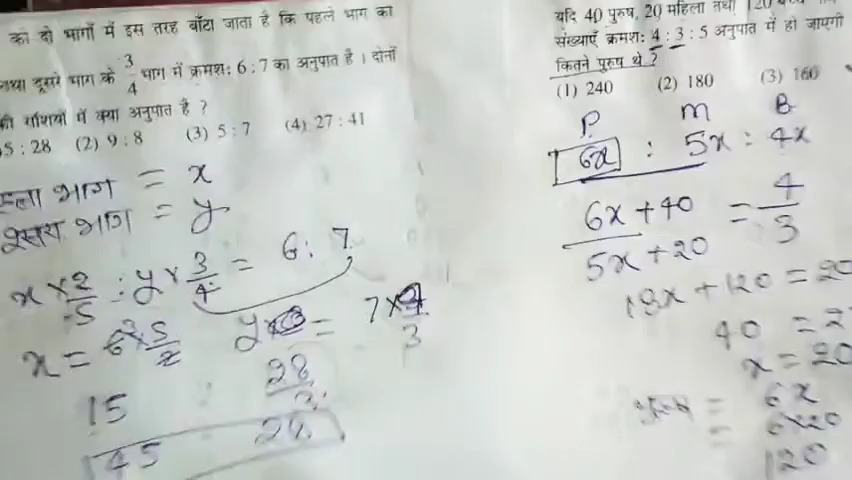 को दो भागों में इस तरह बाँटा जाता है कि पहले भाग का
तथा दूसरे भाग के 3/4 भाग में क्रमशः 6 : 7 का अनुपात है । दोनों
की राशियों में क्या अनुपात है ?
5 : 28 (2) 9 : 8 (3) 5 : 7 (4) 27 : 41
भाग = x
भाग = y
x × 2/5 : y × 3/4 = 6 : 7
x = 6 × 5/2 y = 7 × 4/3
15 28/3
45 28
यदि 40 पुरुष, 20 महिला तथा 120
संख्याएँ क्रमशः 4 : 3 : 5 अनुपात में हो जाएगी
कितने पुरुष थे ?
(1) 240 (2) 180 (3) 160
P M B
6x : 5x : 4x
6x + 40 / 5x + 20 = 4/3
18x + 120 = 20
40 = 2
x = 20
पुरुष = 6x
= 6×20
120